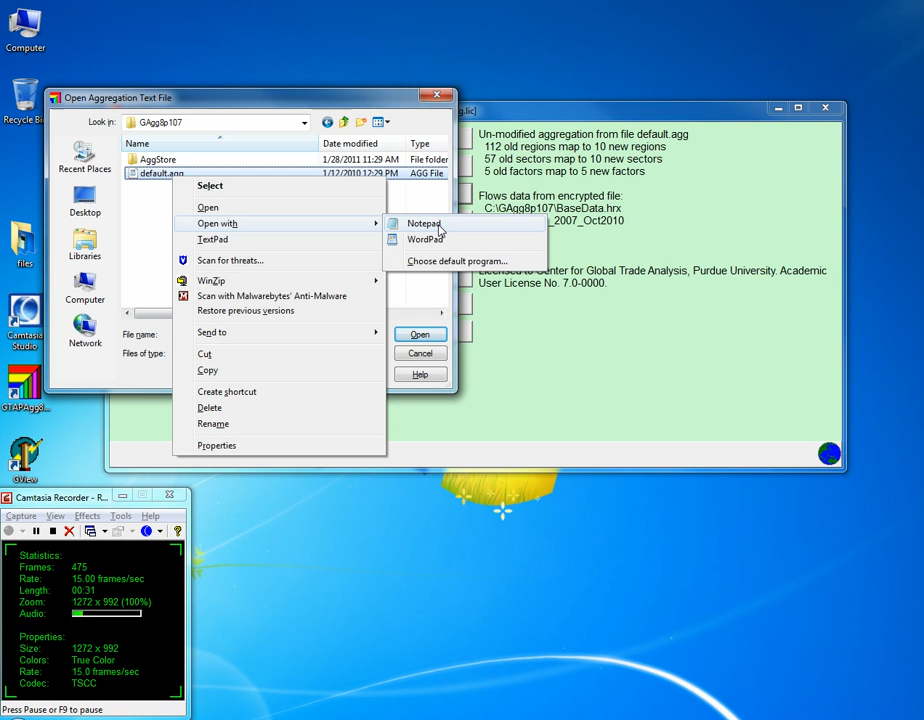 Computer
Recycle Bin
files
Camtasia
Studio
GTAPAgg8...
GView
Open Aggregation Text File
Look in:
GAgg8p107
Name
Date modified
Type
AggStore
1/28/2011 11:29 AM
File folder
default.agg
1/12/2010 12:29 PM
AGG File
Recent Places
Desktop
Libraries
Computer
Network
File name:
Files of type:
Open
Cancel
Help
Select
Open
Open with
TextPad
Scan for threats...
WinZip
Scan with Malwarebytes' Anti-Malware
Restore previous versions
Send to
Cut
Copy
Create shortcut
Delete
Rename
Properties
Notepad
WordPad
Choose default program...
g.lic]
Un-modified aggregation from file default.agg
112 old regions map to 10 new regions
57 old sectors map to 10 new sectors
5 old factors map to 5 new factors
Flows data from encrypted file:
C:\GAgg8p107\BaseData.hrx
_2007_Oct2010
Licensed to Center for Global Trade Analysis, Purdue University. Academic
User License No. 7.0-0000.
Camtasia Recorder - R...
Capture View Effects Tools Help
Statistics:
Frames: 475
Rate: 15.00 frames/sec
Length: 00:31
Zoom: 1272 x 992 (100%)
Audio:
Properties:
Size: 1272 x 992
Colors: True Color
Rate: 15.0 frames/sec
Codec: TSCC
Press Pause or F9 to pause